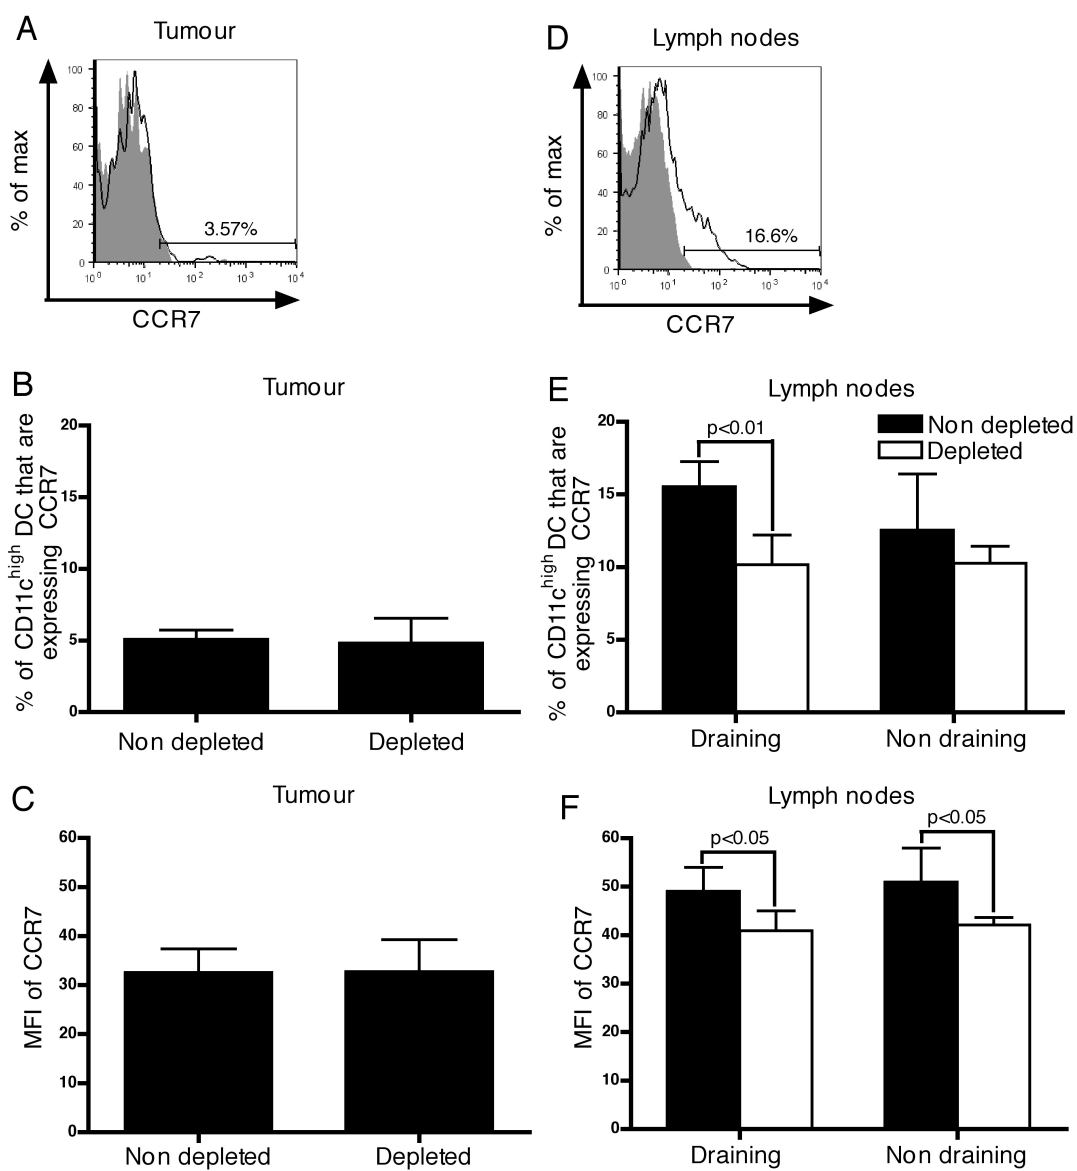 A
Tumour
% of max
100
80
60
40
20
0
3.57%
10^0 10^1 10^2 10^3 10^4
CCR7
D
Lymph nodes
% of max
100
80
60
40
20
0
16.6%
10^0 10^1 10^2 10^3 10^4
CCR7
B
Tumour
% of CD11c^high DC that are
expressing CCR7
20
15
10
5
0
Non depleted Depleted
E
Lymph nodes
% of CD11c^high DC that are
expressing CCR7
20
15
10
5
0
p<0.01
Non depleted
Depleted
Draining Non draining
C
Tumour
MFI of CCR7
60
50
40
30
20
10
0
Non depleted Depleted
F
Lymph nodes
MFI of CCR7
60
50
40
30
20
10
0
p<0.05
p<0.05
Draining Non draining